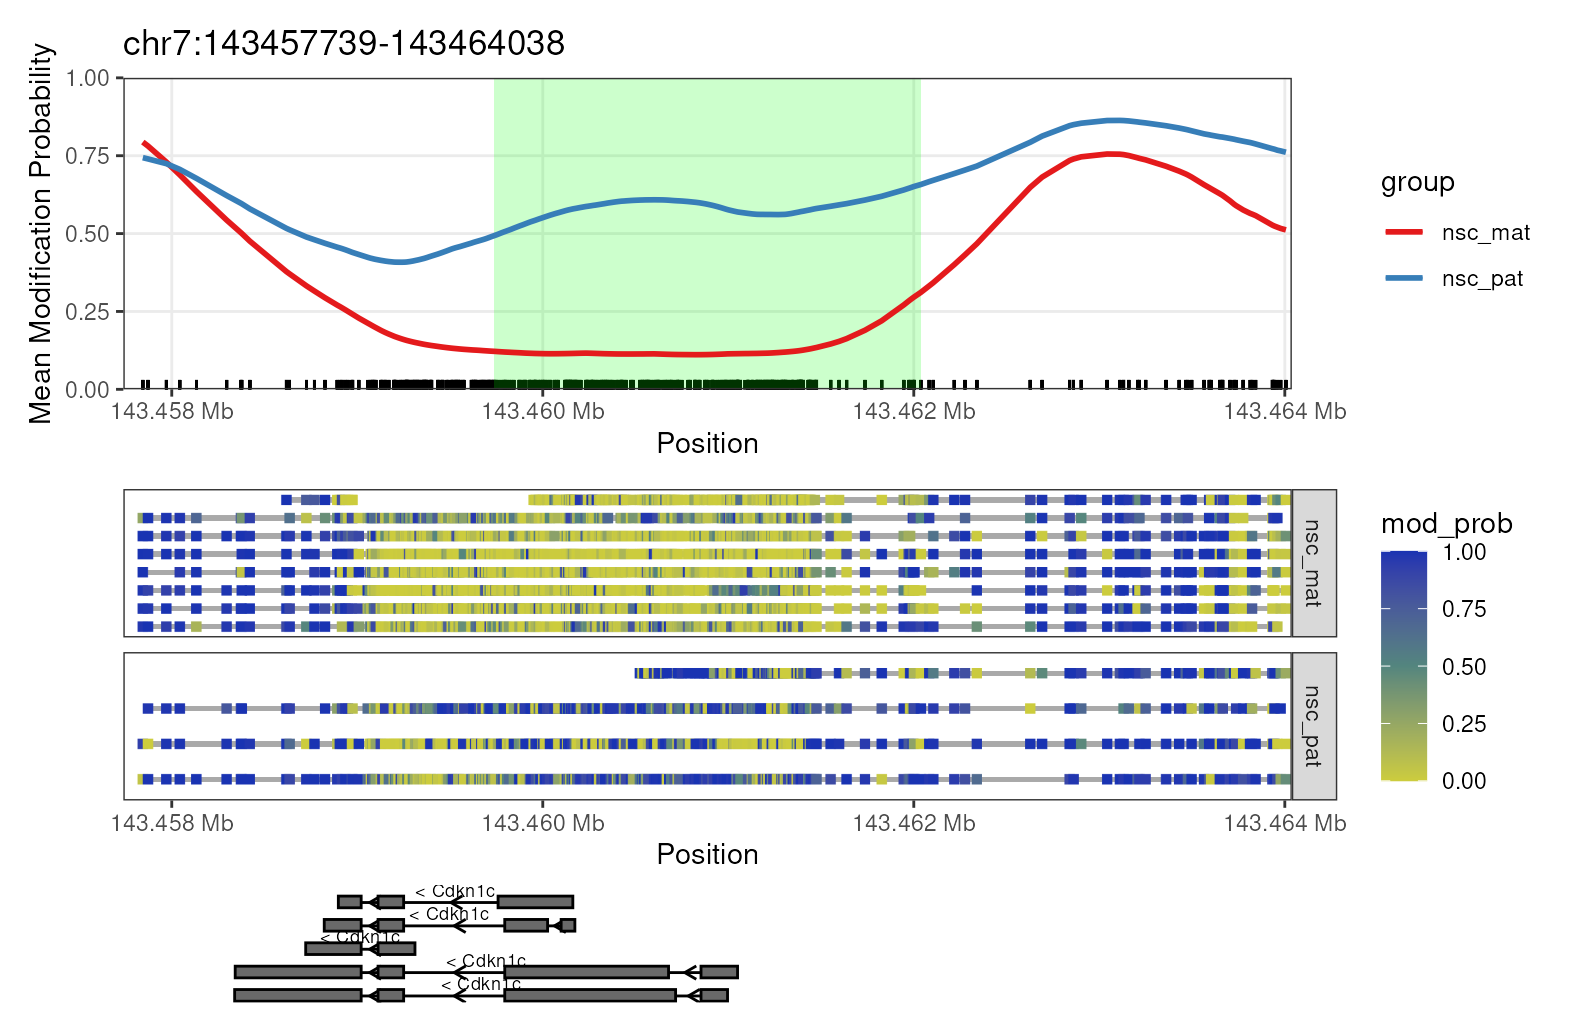 chr7:143457739-143464038
Mean Modification Probability
1.00
0.75
0.50
0.25
0.00
143.458 Mb 143.460 Mb 143.462 Mb 143.464 Mb
Position
group
nsc_mat
nsc_pat
nsc_mat
nsc_pat
143.458 Mb 143.460 Mb 143.462 Mb 143.464 Mb
Position
mod_prob
1.00
0.75
0.50
0.25
0.00
< Cdkn1c
< Cdkn1c
< Cdkn1c
< Cdkn1c
< Cdkn1c